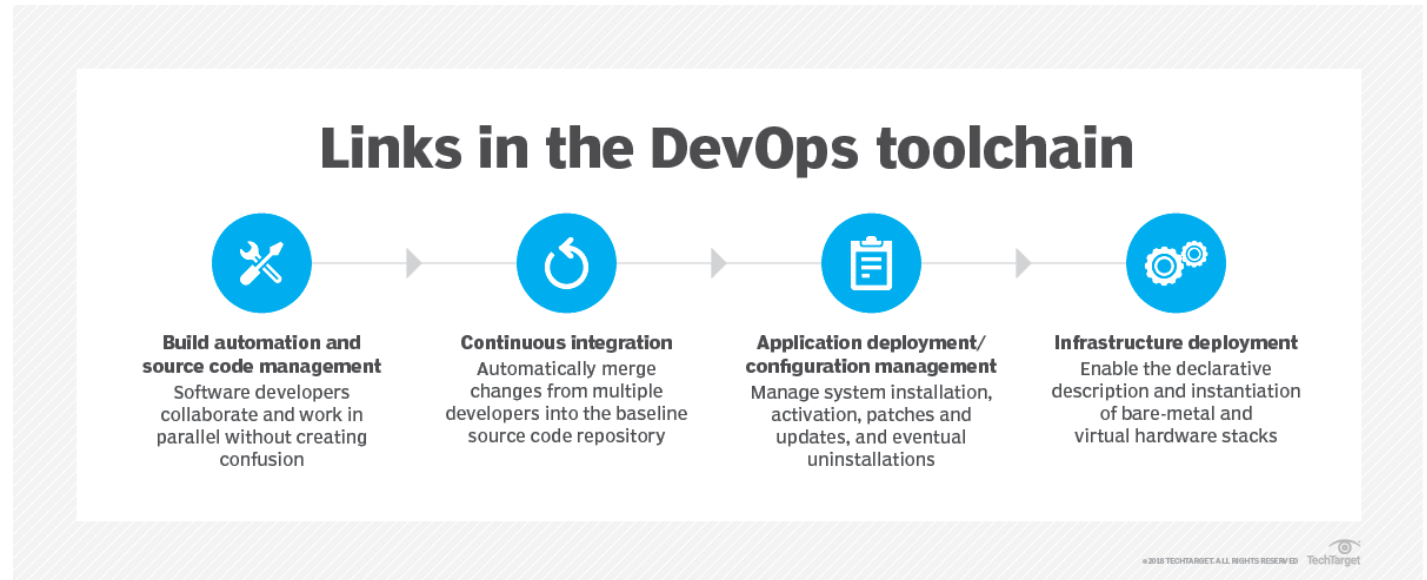 Links in the DevOps toolchain
Build automation and
source code management
Software developers
collaborate and work in
parallel without creating
confusion
Continuous integration
Automatically merge
changes from multiple
developers into the baseline
source code repository
Application deployment/
configuration management
Manage system installation,
activation, patches and
updates, and eventual
uninstallations
Infrastructure deployment
Enable the declarative
description and instantiation
of bare-metal and
virtual hardware stacks
©2018 TECHTARGET. ALL RIGHTS RESERVED TechTarget